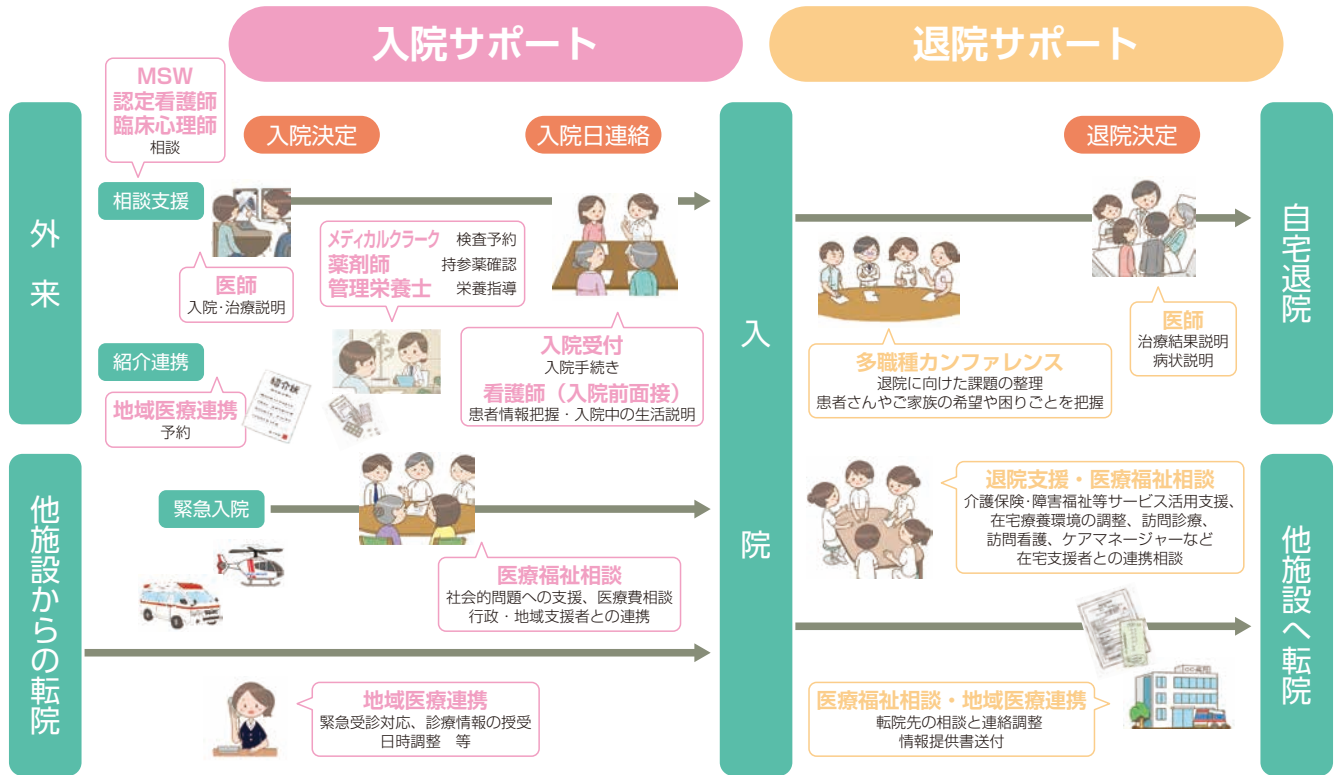 入院サポート
退院サポート
外来
MSW
認定看護師
臨床心理師
相談
相談支援
入院決定
入院日連絡
医師
入院・治療説明
メディカルクラーク 検査予約
薬剤師 持参薬確認
管理栄養士 栄養指導
入院受付
入院手続き
看護師（入院前面接）
患者情報把握・入院中の生活説明
紹介連携
地域医療連携
予約
紹介状
他施設からの転院
緊急入院
医療福祉相談
社会的問題への支援、医療費相談
行政・地域支援者との連携
地域医療連携
緊急受診対応、診療情報の授受
日時調整　等
入院
退院決定
多職種カンファレンス
退院に向けた課題の整理
患者さんやご家族の希望や困りごとを把握
医師
治療結果説明
病状説明
自宅退院
退院支援・医療福祉相談
介護保険・障害福祉等サービス活用支援、
在宅療養環境の調整、訪問診療、
訪問看護、ケアマネージャーなど
在宅支援者との連携相談
医療福祉相談・地域医療連携
転院先の相談と連絡調整
情報提供書送付
他施設へ転院